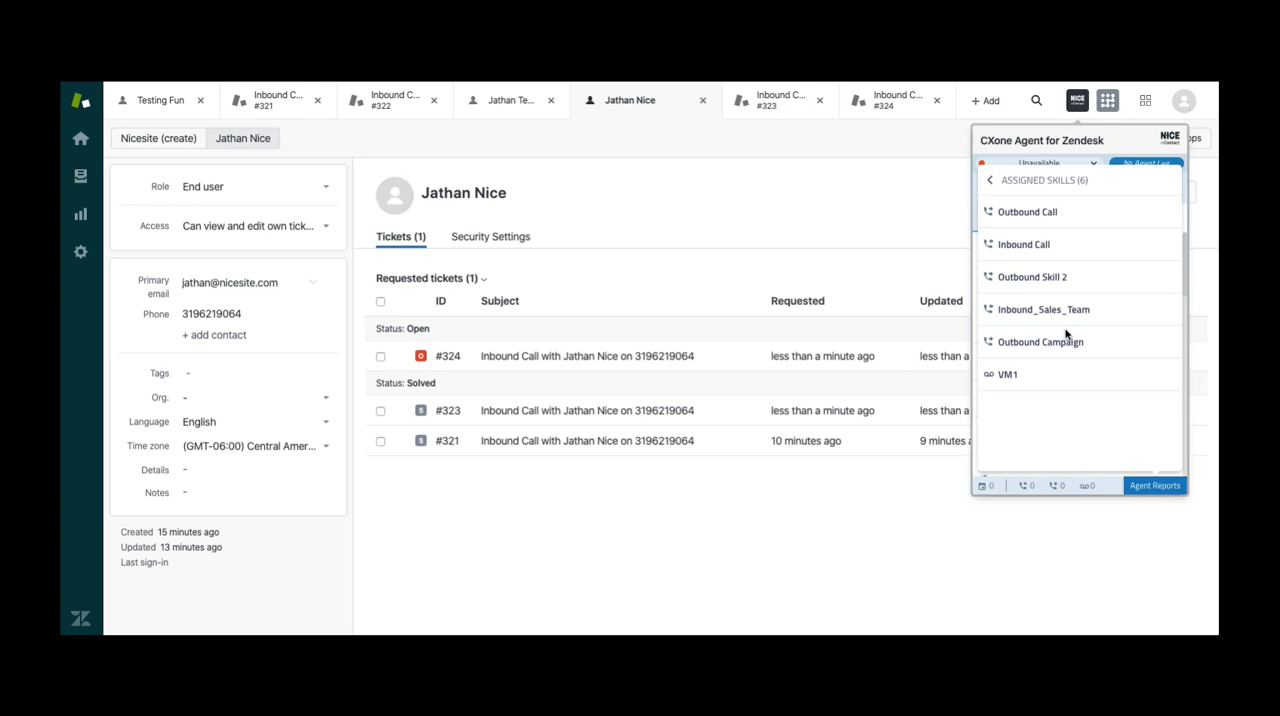 Testing Fun
Inbound C...
#321
Inbound C...
#322
Jathan Te...
Jathan Nice
Inbound C...
#323
Inbound C...
#324
+ Add
NICE
inContact
Nicesite (create)
Jathan Nice
Role
End user
Access
Can view and edit own tick...
Primary email
jathan@nicesite.com
Phone
3196219064
+ add contact
Tags
-
Org.
-
Language
English
Time zone
(GMT-06:00) Central Amer...
Details
-
Notes
-
Created 15 minutes ago
Updated 13 minutes ago
Last sign-in
Jathan Nice
Tickets (1)
Security Settings
Requested tickets (1)
ID Subject Requested Updated
Status: Open
O #324 Inbound Call with Jathan Nice on 3196219064 less than a minute ago less than a
Status: Solved
S #323 Inbound Call with Jathan Nice on 3196219064 less than a minute ago less than a
S #321 Inbound Call with Jathan Nice on 3196219064 10 minutes ago 9 minutes a
CXone Agent for Zendesk
NICE
inContact
ops
Unavailable
Agent Leg
ASSIGNED SKILLS (6)
Outbound Call
Inbound Call
Outbound Skill 2
Inbound_Sales_Team
Outbound Campaign
VM1
0 0 0 0
Agent Reports